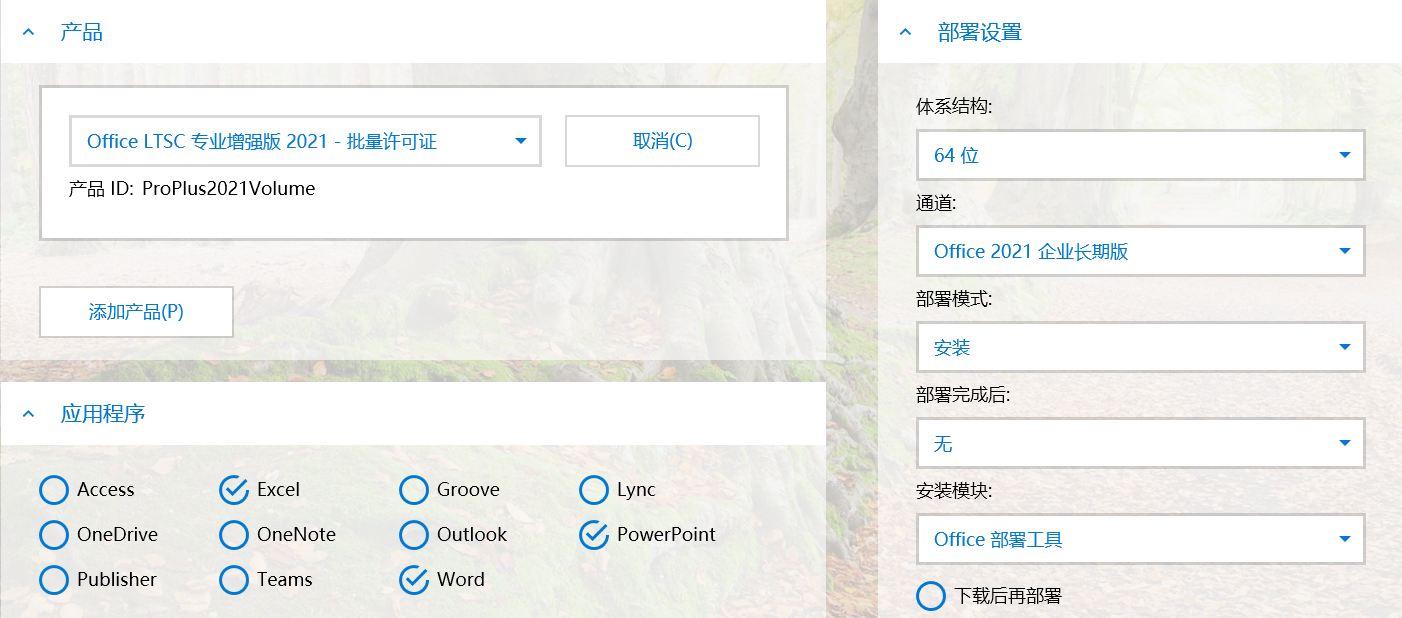 产品
Office LTSC 专业增强版 2021 - 批量许可证
取消(C)
产品 ID: ProPlus2021Volume
添加产品(P)
应用程序
Access
Excel
Groove
Lync
OneDrive
OneNote
Outlook
PowerPoint
Publisher
Teams
Word
部署设置
体系结构:
64 位
通道:
Office 2021 企业长期版
部署模式:
安装
部署完成后:
无
安装模块:
Office 部署工具
下载后再部署